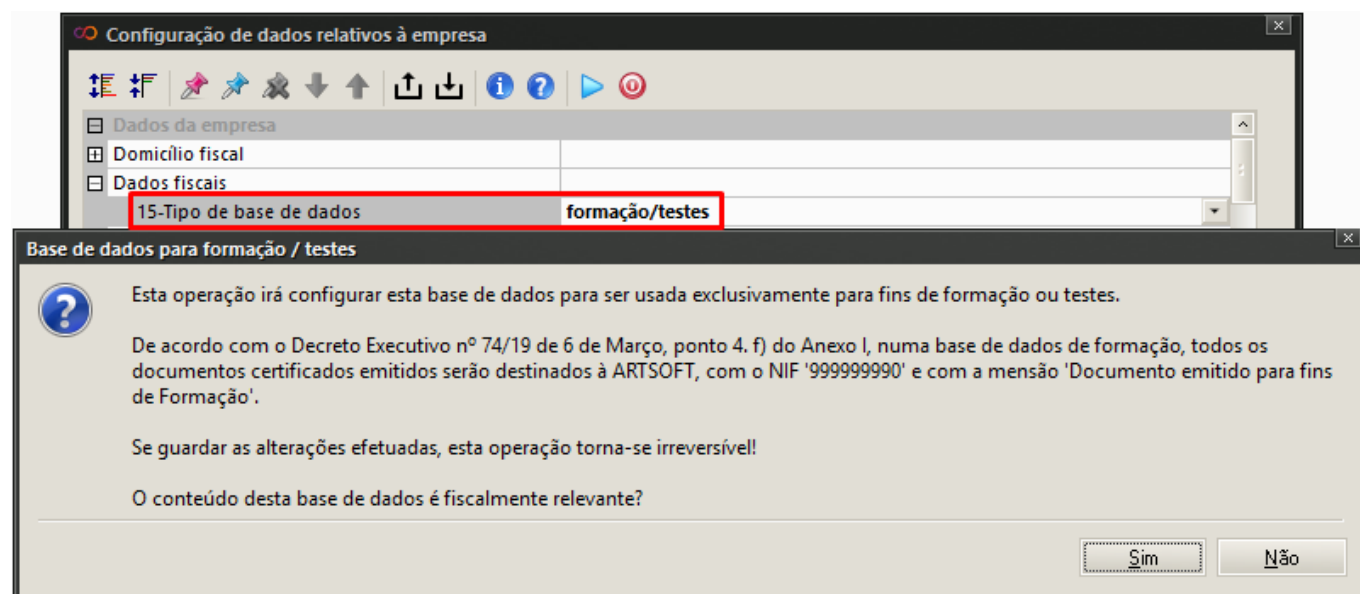 Configuração de dados relativos à empresa
Dados da empresa
Domicílio fiscal
Dados fiscais
15-Tipo de base de dados formação/testes
Base de dados para formação / testes
Esta operação irá configurar esta base de dados para ser usada exclusivamente para fins de formação ou testes.
De acordo com o Decreto Executivo nº 74/19 de 6 de Março, ponto 4. f) do Anexo I, numa base de dados de formação, todos os
documentos certificados emitidos serão destinados à ARTSOFT, com o NIF '999999990' e com a mensão 'Documento emitido para fins
de Formação'.
Se guardar as alterações efetuadas, esta operação torna-se irreversível!
O conteúdo desta base de dados é fiscalmente relevante?
Sim Não